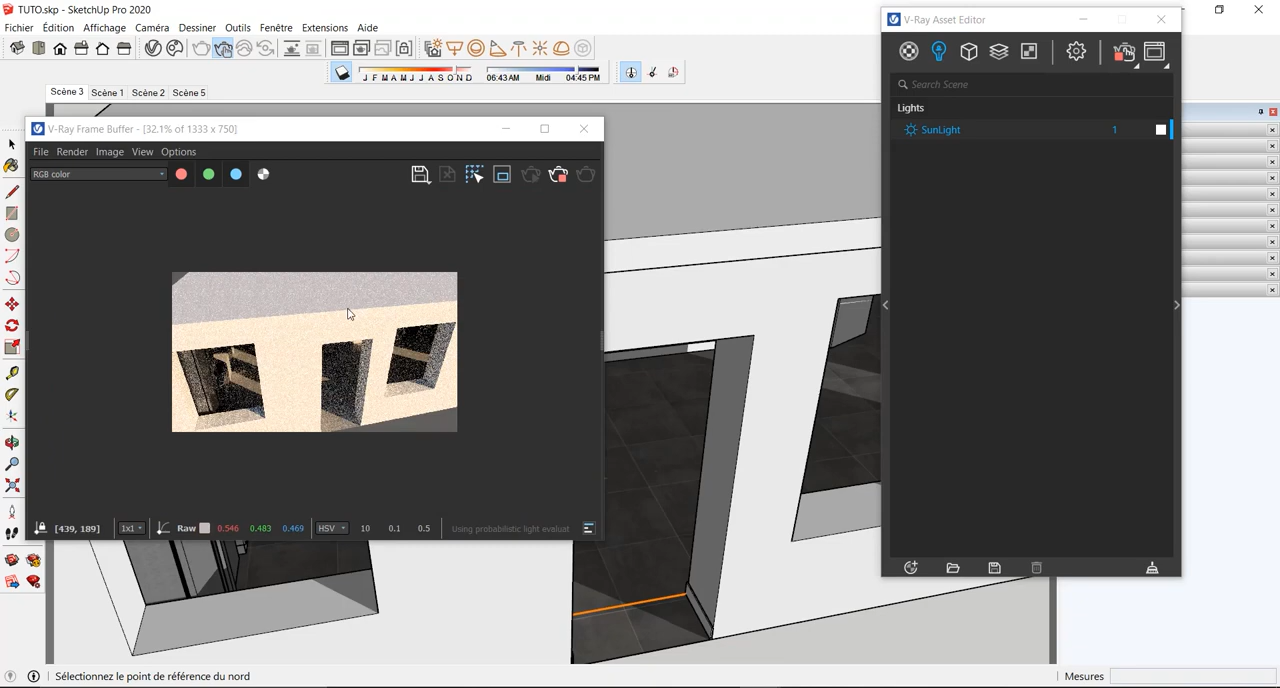 TUTO.skp - SketchUp Pro 2020
Fichier Édition Affichage Caméra Dessiner Outils Fenêtre Extensions Aide
J F M A M J J A S O N D 06:43 AM Midi 04:45 PM
Scène 3 Scène 1 Scène 2 Scène 5
V-Ray Frame Buffer - [32.1% of 1333 x 750]
File Render Image View Options
RGB color
[439, 189] 1x1 Raw 0.546 0.483 0.469 HSV 10 0.1 0.5 Using probabilistic light evaluat
V-Ray Asset Editor
Search Scene
Lights
SunLight 1
Sélectionnez le point de référence du nord
Mesures